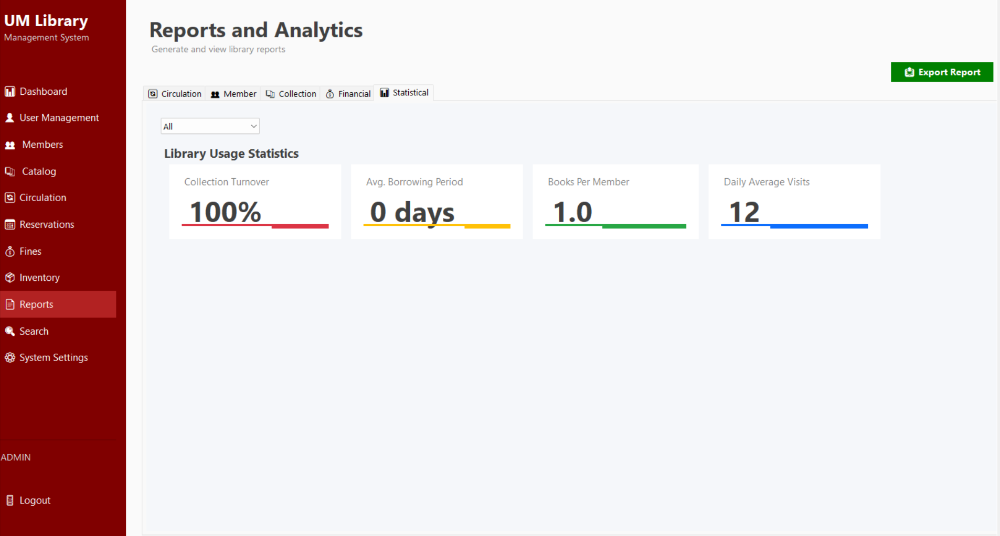 UM Library
Management System
Dashboard
User Management
Members
Catalog
Circulation
Reservations
Fines
Inventory
Reports
Search
System Settings
ADMIN
Logout
Reports and Analytics
Generate and view library reports
Export Report
Circulation Member Collection Financial Statistical
All
Library Usage Statistics
Collection Turnover
100%
Avg. Borrowing Period
0 days
Books Per Member
1.0
Daily Average Visits
12